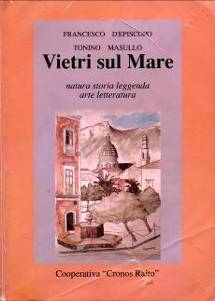 FRANCESCO D'EPISCOPO
TONINO MASULLO
Vietri sul Mare
natura storia leggenda
arte letteratura
Cooperativa "Cronos Raito"